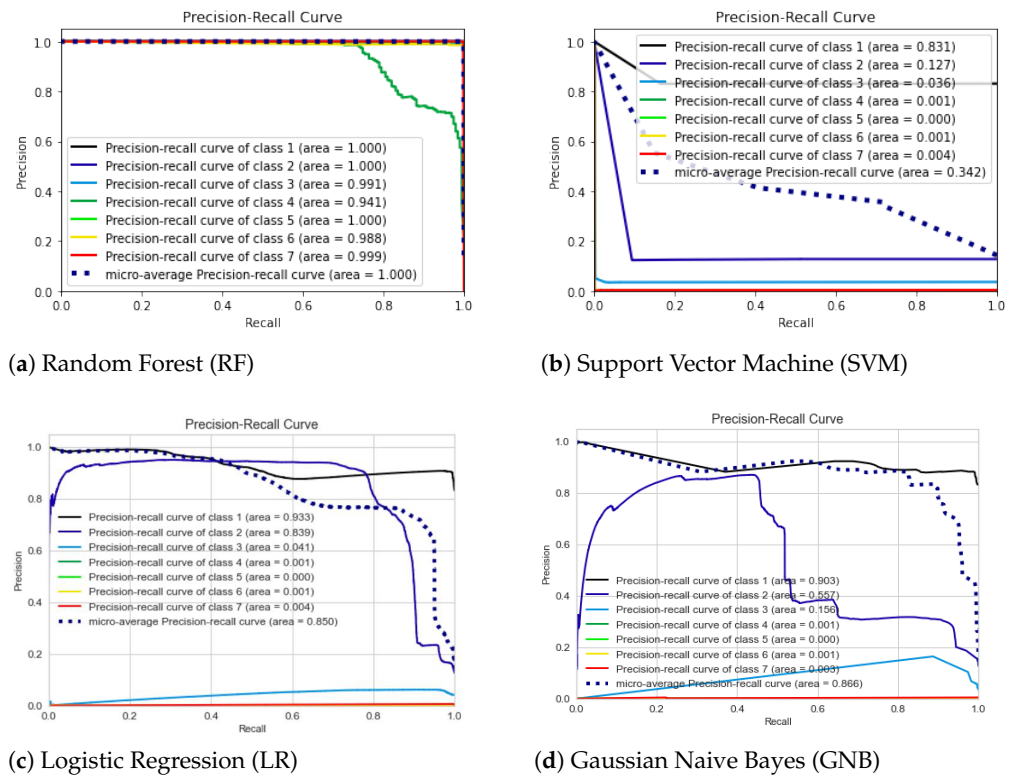 Precision-Recall Curve
Precision
1.0
0.8
0.6
0.4
0.2
0.0
Precision-recall curve of class 1 (area = 1.000)
Precision-recall curve of class 2 (area = 1.000)
Precision-recall curve of class 3 (area = 0.991)
Precision-recall curve of class 4 (area = 0.941)
Precision-recall curve of class 5 (area = 1.000)
Precision-recall curve of class 6 (area = 0.988)
Precision-recall curve of class 7 (area = 0.999)
micro-average Precision-recall curve (area = 1.000)
0.0 0.2 0.4 0.6 0.8 1.0
Recall
(a) Random Forest (RF)
Precision-Recall Curve
Precision
1.0
0.8
0.6
0.4
0.2
0.0
Precision-recall curve of class 1 (area = 0.831)
Precision-recall curve of class 2 (area = 0.127)
Precision-recall curve of class 3 (area = 0.036)
Precision-recall curve of class 4 (area = 0.001)
Precision-recall curve of class 5 (area = 0.000)
Precision-recall curve of class 6 (area = 0.001)
Precision-recall curve of class 7 (area = 0.004)
micro-average Precision-recall curve (area = 0.342)
0.0 0.2 0.4 0.6 0.8 1.0
Recall
(b) Support Vector Machine (SVM)
Precision-Recall Curve
Precision
1.0
0.8
0.6
0.4
0.2
0.0
Precision-recall curve of class 1 (area = 0.933)
Precision-recall curve of class 2 (area = 0.839)
Precision-recall curve of class 3 (area = 0.041)
Precision-recall curve of class 4 (area = 0.001)
Precision-recall curve of class 5 (area = 0.000)
Precision-recall curve of class 6 (area = 0.001)
Precision-recall curve of class 7 (area = 0.004)
micro-average Precision-recall curve (area = 0.850)
0.0 0.2 0.4 0.6 0.8 1.0
Recall
(c) Logistic Regression (LR)
Precision-Recall Curve
Precision
1.0
0.8
0.6
0.4
0.2
0.0
Precision-recall curve of class 1 (area = 0.903)
Precision-recall curve of class 2 (area = 0.557)
Precision-recall curve of class 3 (area = 0.156)
Precision-recall curve of class 4 (area = 0.001)
Precision-recall curve of class 5 (area = 0.000)
Precision-recall curve of class 6 (area = 0.001)
Precision-recall curve of class 7 (area = 0.003)
micro-average Precision-recall curve (area = 0.866)
0.0 0.2 0.4 0.6 0.8 1.0
Recall
(d) Gaussian Naive Bayes (GNB)